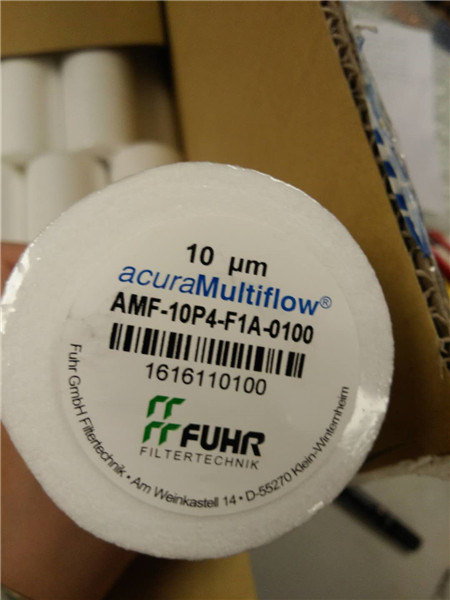 10 µm
acuraMultiflow®
AMF-10P4-F1A-0100
1616110100
FUHR
FILTERTECHNIK
Fuhr GmbH Filtertechnik • Am Weinkastell 14 • D-55270 Klein-Winternheim